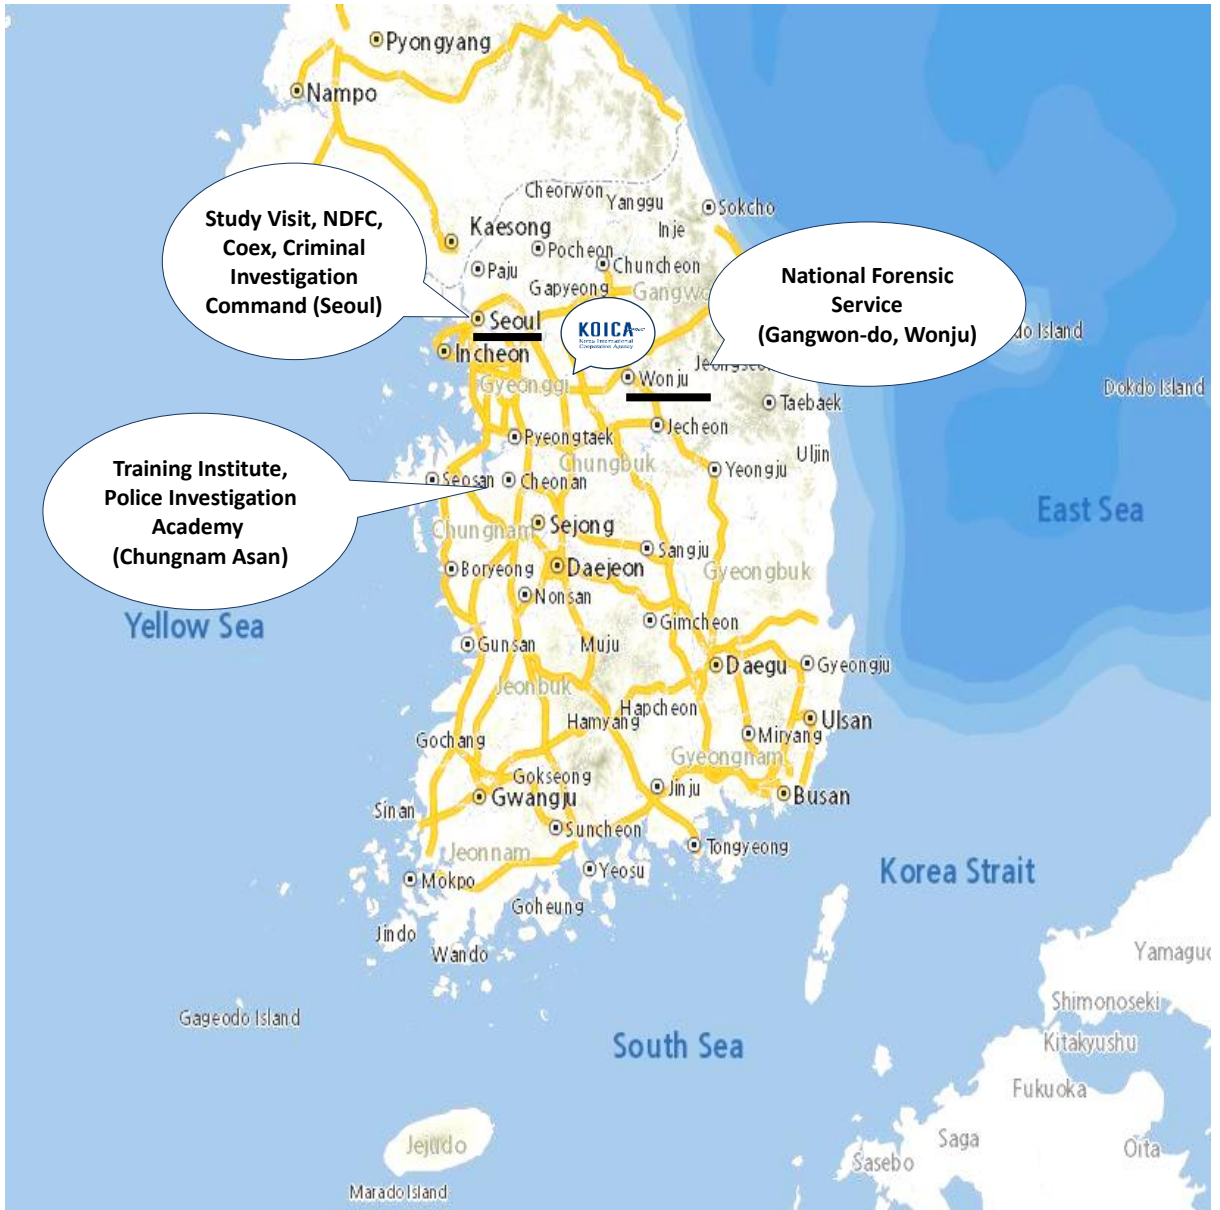 Pyongyang
Nampo
Cheorwon
Yanggu
Sokcho
Study Visit, NDFC,
Coex, Criminal
Investigation
Command (Seoul)
Kaesong
Inje
Pocheon
Paju
Chuncheon
Gapyeong
Gangwo
National Forensic
Service
(Gangwon-do, Wonju)
Seoul
KOICA
Korea International
Cooperation Agency
do Island
Incheon
Gyeonggi
Wonju
Jeongseo
Dokdo Island
Taebaek
Jecheon
Pyeongtaek
Chungbuk
Uljin
Yeongju
Training Institute,
Police Investigation
Academy
(Chungnam Asan)
Seosan
Cheonan
East Sea
Chungnam
Sejong
Sangju
Boryeong
Daejeon
Gyeongbuk
Nonsan
Yellow Sea
Gimcheon
Gunsan
Muju
Daegu
Gyeongju
Jeonbuk
Hapcheon
Hamyang
Ulsan
Miryang
Gochang
Gyeongnam
Gokseong
Jinju
Gwangju
Busan
Sinan
Suncheon
Tongyeong
Jeonnam
Korea Strait
Mokpo
Yeosu
Goheung
Jindo
Wando
Yamaguc
Shimonoseki
Gageodo Island
Kitakyushu
South Sea
Fukuoka
Jejudo
Saga
Oita
Sasebo
Marado Island